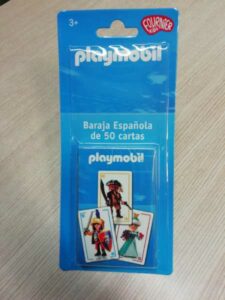 3+
FOURNIER
playmobil
Baraja Española
de 50 cartas
playmobil